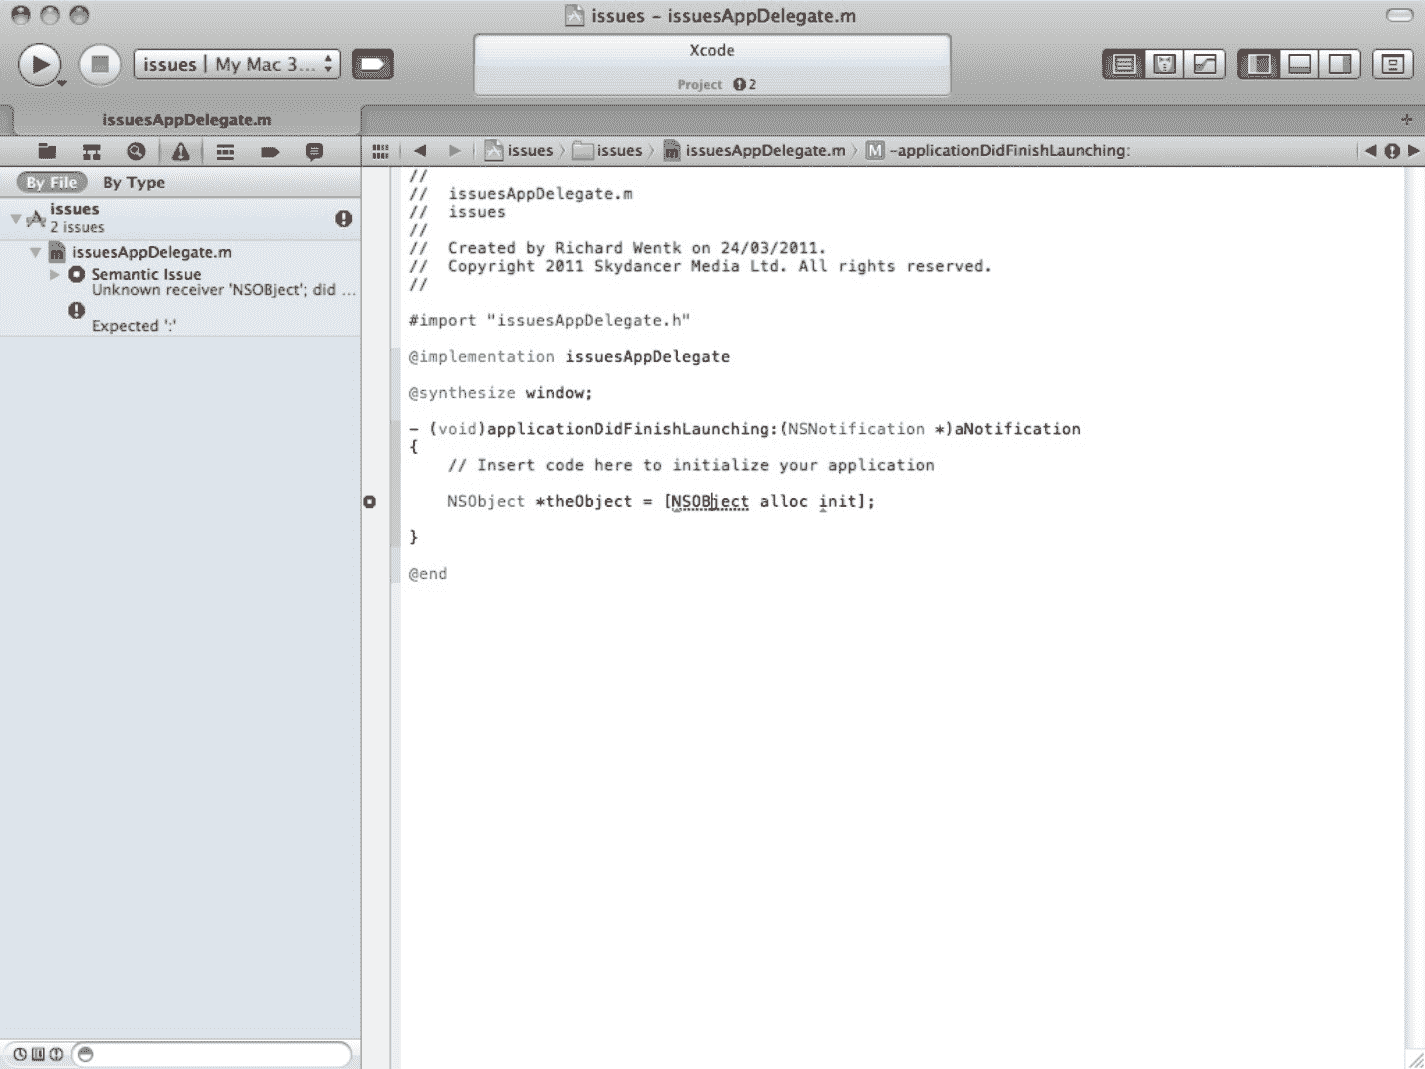 issues – issuesAppDelegate.m
issues | My Mac 3...
Xcode
Project 2
issuesAppDelegate.m
issues issues issuesAppDelegate.m M -applicationDidFinishLaunching:
By File By Type
issues
2 issues
issuesAppDelegate.m
Semantic Issue
Unknown receiver 'NSOBject'; did ...
Expected ':'
//
// issuesAppDelegate.m
// issues
//
// Created by Richard Wentk on 24/03/2011.
// Copyright 2011 Skydancer Media Ltd. All rights reserved.
//
#import "issuesAppDelegate.h"
@implementation issuesAppDelegate
@synthesize window;
– (void)applicationDidFinishLaunching:(NSNotification *)aNotification
{
// Insert code here to initialize your application
NSObject *theObject = [NSOBject alloc init];
}
@end